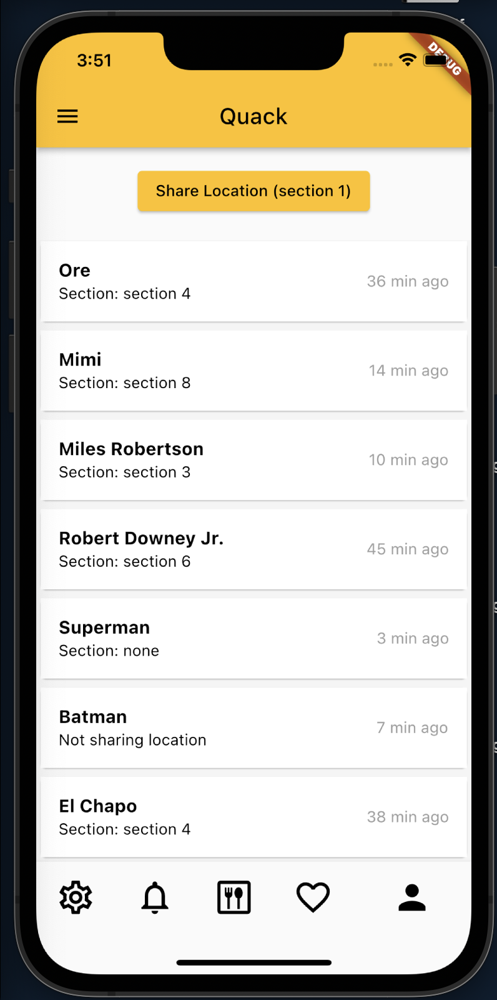 3:51
DEBUG
Quack
Share Location (section 1)
Ore
Section: section 4
36 min ago
Mimi
Section: section 8
14 min ago
Miles Robertson
Section: section 3
10 min ago
Robert Downey Jr.
Section: section 6
45 min ago
Superman
Section: none
3 min ago
Batman
Not sharing location
7 min ago
El Chapo
Section: section 4
38 min ago